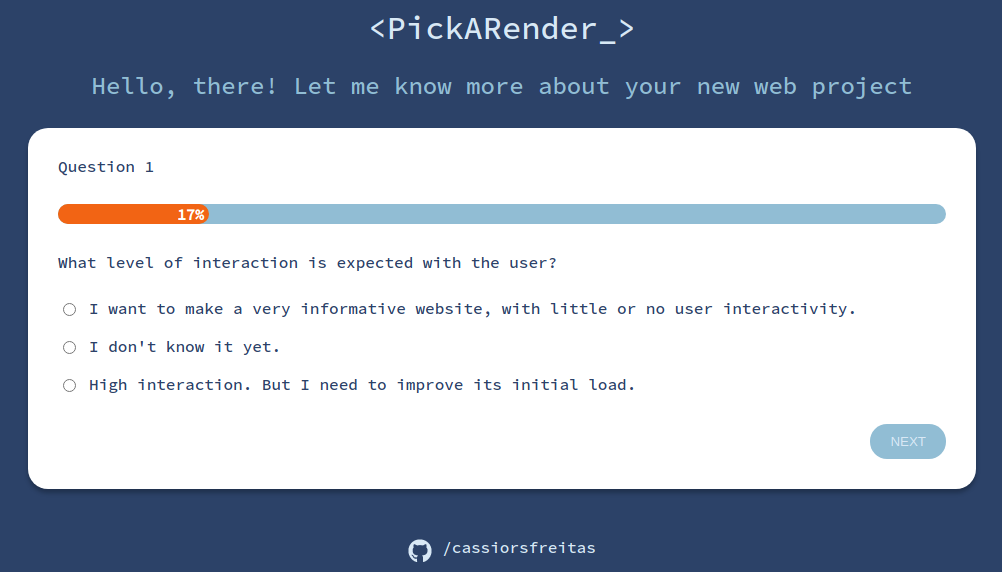 <PickARender_>
Hello, there! Let me know more about your new web project
Question 1
17%
What level of interaction is expected with the user?
I want to make a very informative website, with little or no user interactivity.
I don't know it yet.
High interaction. But I need to improve its initial load.
NEXT
/cassiorsfreitas